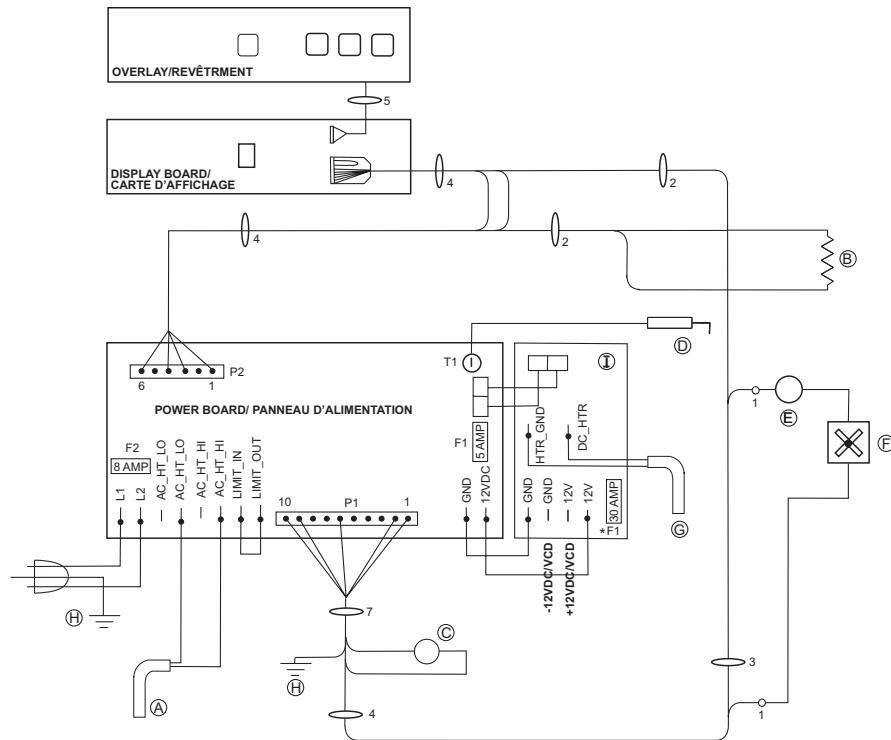 OVERLAY/REVÊTRMENT
5
DISPLAY BOARD/
CARTE D'AFFICHAGE
4
2
4
2
B
T1
I
D
I
6
1
P2
POWER BOARD/ PANNEAU D'ALIMENTATION
F2
8 AMP
L1
L2
AC_HT_LO
AC_HT_LO
AC_HT_HI
AC_HT_HI
LIMIT_IN
LIMIT_OUT
10
P1
1
F1
5 AMP
GND
12VDC
HTR_GND
DC_HTR
GND
GND
12V
12V
30 AMP
*F1
-12VDC/VCD
+12VDC/VCD
1
E
F
G
H
A
7
C
H
4
3
1